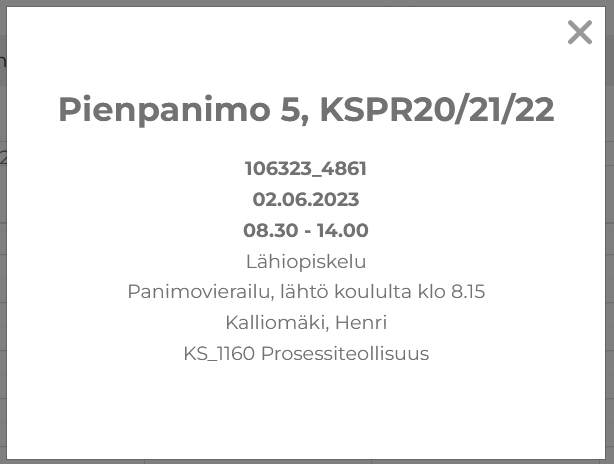 Pienpanimo 5, KSPR20/21/22
106323_4861
02.06.2023
08.30 - 14.00
Lähiopiskelu
Panimovierailu, lähtö koululta klo 8.15
Kalliomäki, Henri
KS_1160 Prosessiteollisuus